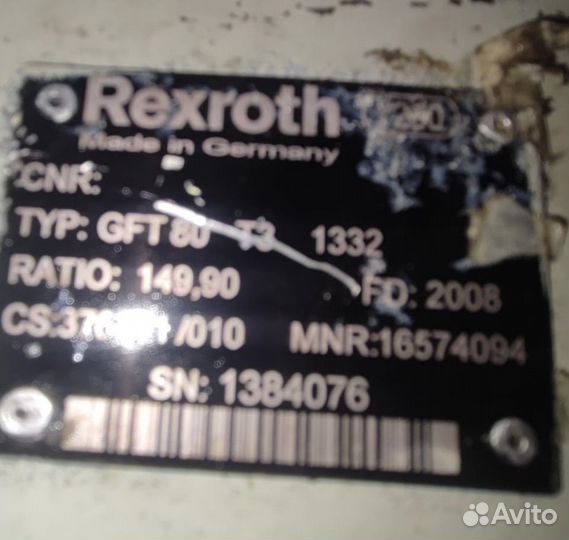 Rexroth
260
Made in Germany
CNR:
TYP: GFT 80 T3 1332
RATIO: 149,90 FD: 2008
/010 MNR:16574094
SN: 1384076
Avito